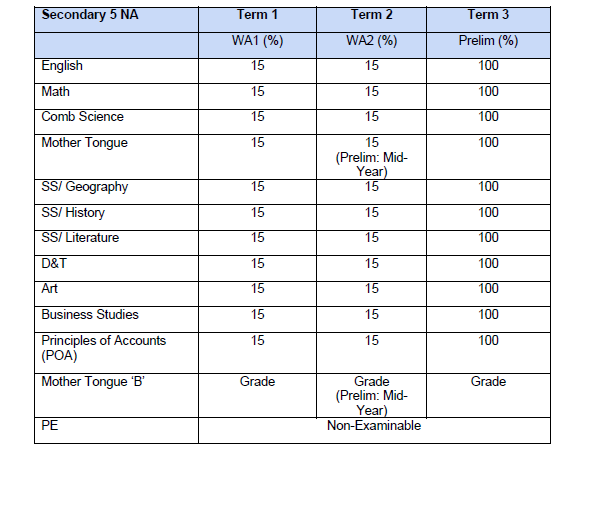 Secondary 5 NA Term 1 Term 2 Term 3
WA1 (%) WA2 (%) Prelim (%)
English 15 15 100
Math 15 15 100
Comb Science 15 15 100
Mother Tongue 15 15 100
(Prelim: Mid-
Year)
SS/ Geography 15 15 100
SS/ History 15 15 100
SS/ Literature 15 15 100
D&T 15 15 100
Art 15 15 100
Business Studies 15 15 100
Principles of Accounts 15 15 100
(POA)
Mother Tongue ‘B’ Grade Grade Grade
(Prelim: Mid-
Year)
PE Non-Examinable